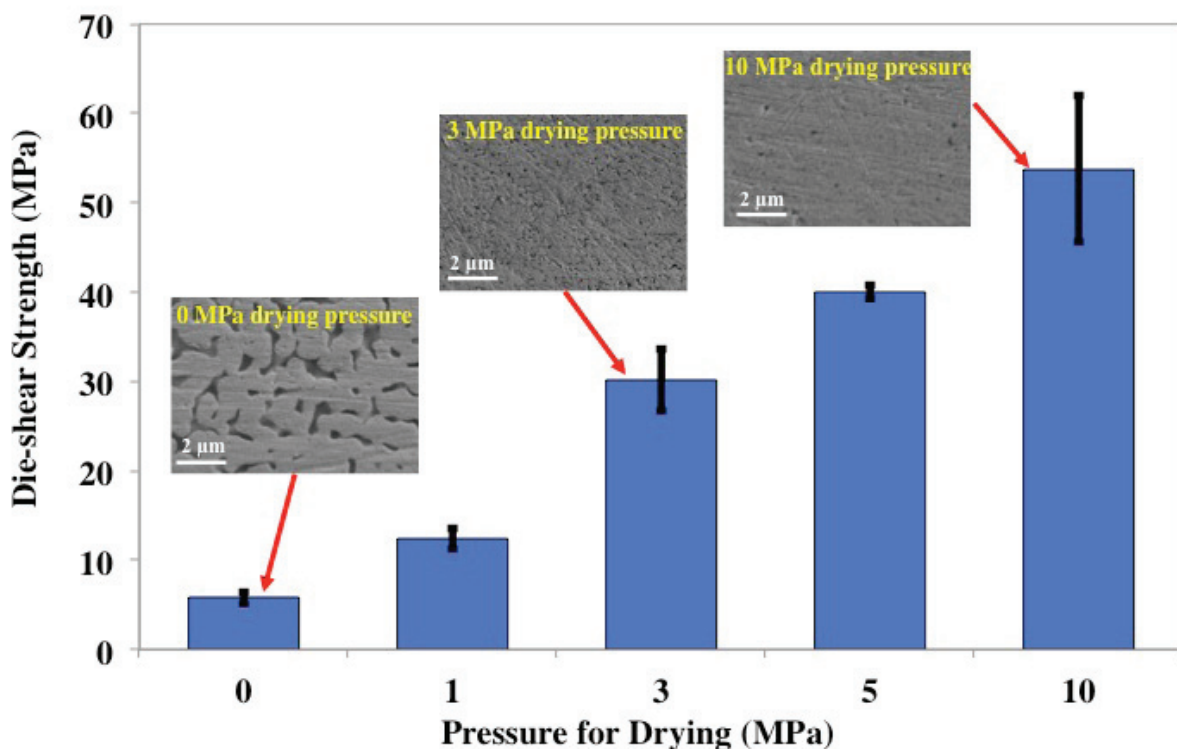 Die-shear Strength (MPa)
70
60
50
40
30
20
10
0
0 MPa drying pressure
2 µm
3 MPa drying pressure
2 µm
10 MPa drying pressure
2 µm
0 1 3 5 10
Pressure for Drying (MPa)